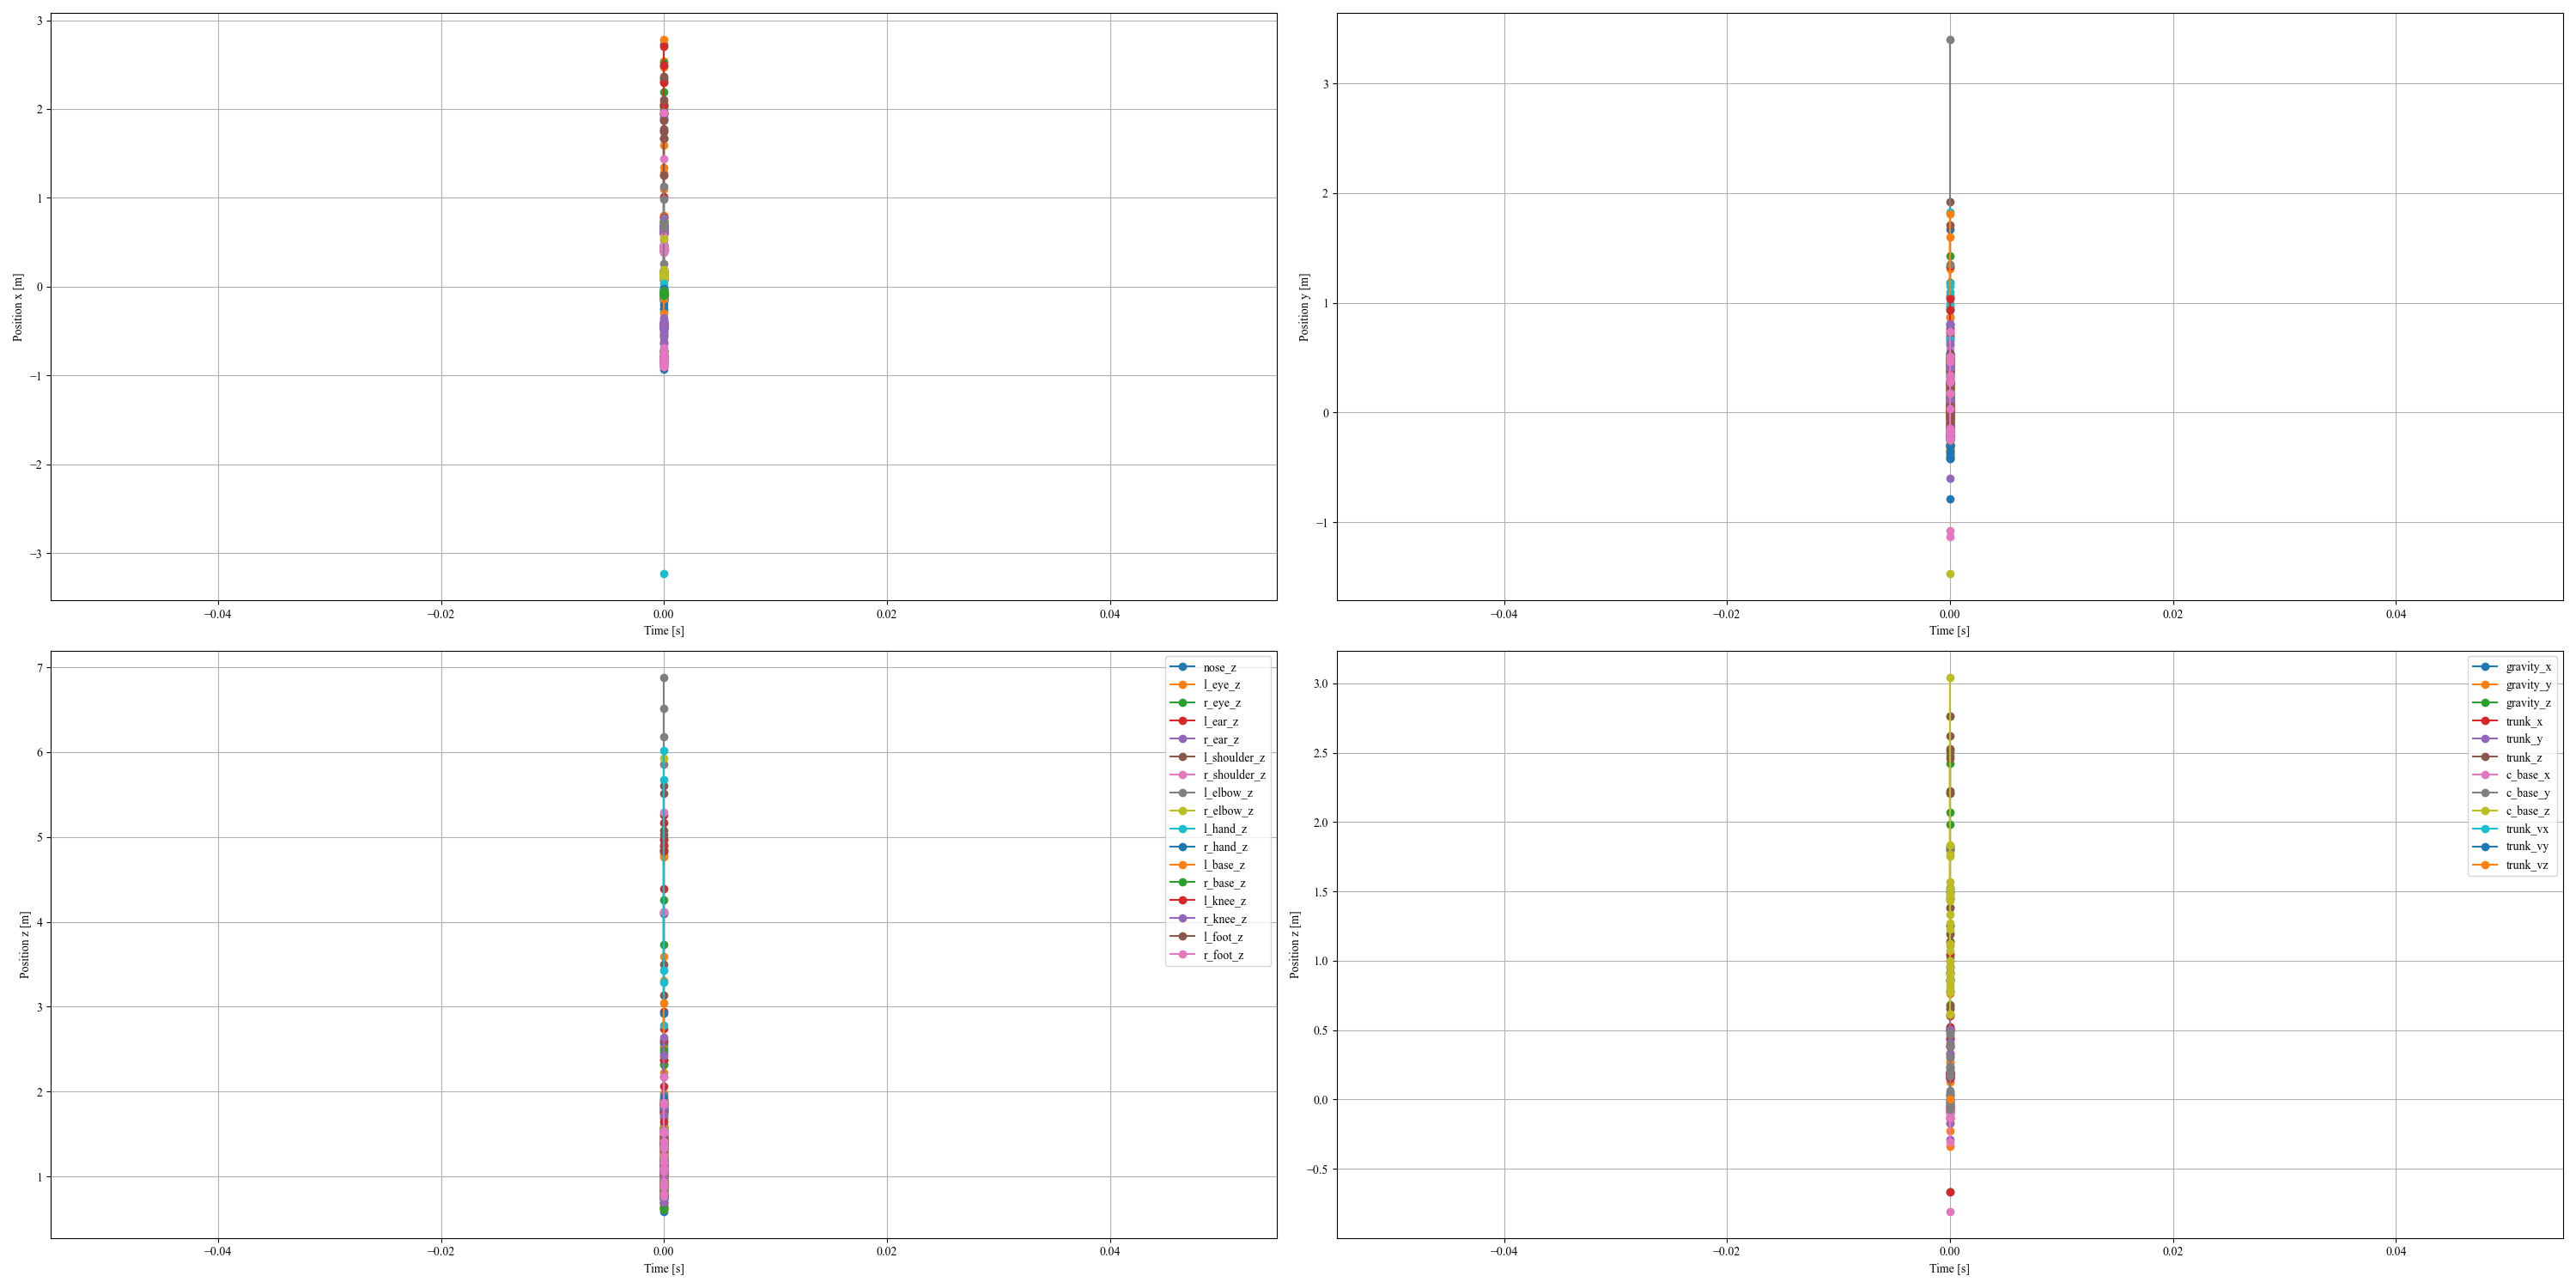 3
2
1
0
−1
−2
−3
Position x [m]
−0.04
−0.02
0.00
0.02
0.04
Time [s]
3
2
1
0
−1
Position y [m]
−0.04
−0.02
0.00
0.02
0.04
Time [s]
7
6
5
4
3
2
1
Position z [m]
−0.04
−0.02
0.00
0.02
0.04
Time [s]
nose_z
l_eye_z
r_eye_z
l_ear_z
r_ear_z
l_shoulder_z
r_shoulder_z
l_elbow_z
r_elbow_z
l_hand_z
r_hand_z
l_base_z
r_base_z
l_knee_z
r_knee_z
l_foot_z
r_foot_z
3.0
2.5
2.0
1.5
1.0
0.5
0.0
−0.5
Position z [m]
−0.04
−0.02
0.00
0.02
0.04
Time [s]
gravity_x
gravity_y
gravity_z
trunk_x
trunk_y
trunk_z
c_base_x
c_base_y
c_base_z
trunk_vx
trunk_vy
trunk_vz